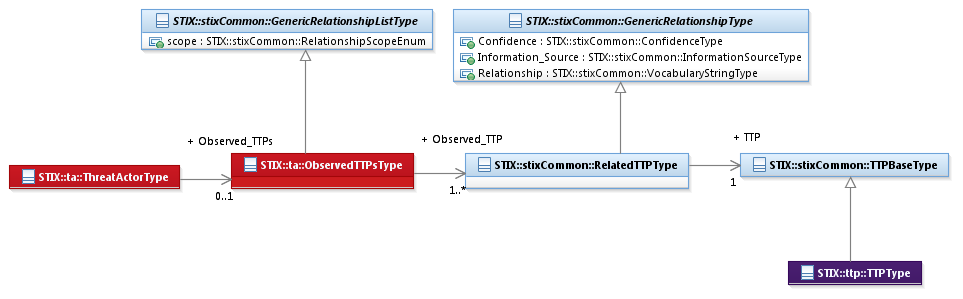 STIX::stixCommon::GenericRelationshipListType
scope : STIX::stixCommon::RelationshipScopeEnum
STIX::stixCommon::GenericRelationshipType
Confidence : STIX::stixCommon::ConfidenceType
Information_Source : STIX::stixCommon::InformationSourceType
Relationship : STIX::stixCommon::VocabularyStringType
+ Observed_TTPs
+ Observed_TTP
+ TTP
STIX::ta::ThreatActorType
STIX::ta::ObservedTTPsType
STIX::stixCommon::RelatedTTPType
STIX::stixCommon::TTPBaseType
0..1
1..*
1
STIX::ttp::TTPType